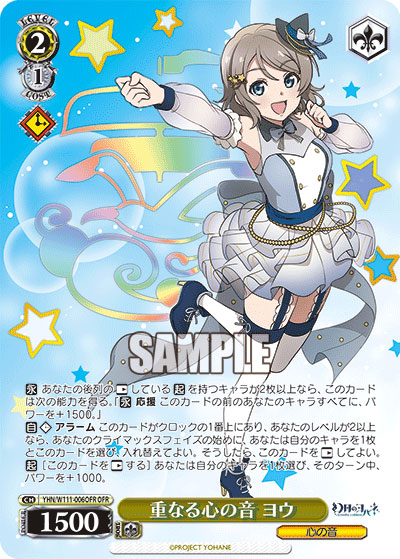 LEVEL
2
1
COST
SAMPLE
永 あなたの後列の している 起 を持つキャラが2枚以上なら、このカード
は次の能力を得る。『永 応援 このカードの前のあなたのキャラすべてに、パ
ワーを+1500。』
自 アラーム このカードがクロックの1番上にあり、あなたのレベルが2以上
なら、あなたのクライマックスフェイズの始めに、あなたは自分のキャラを1枚
とこのカードを選び、入れ替えてよい。そうしたら、このカードを してよい。
起 [このカードを する] あなたは自分のキャラを1枚選び、そのターン中、
パワーを+1000。
CH YHN/W111-006OFR OFR
1500
重なる心の音 ヨウ
幻日のヨハネ
心の音
©PROJECT YOHANE